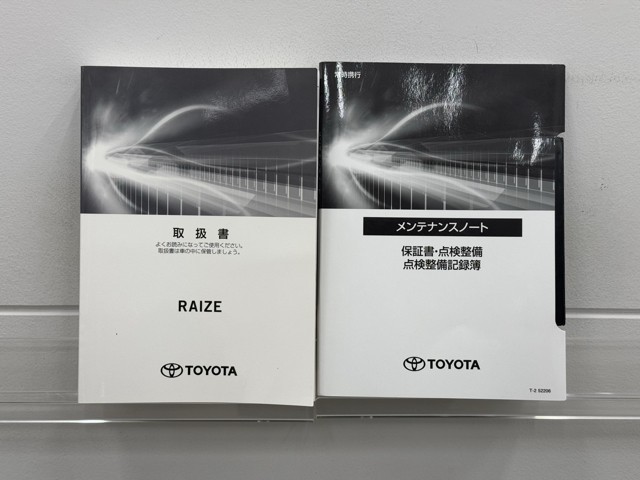 取扱書
よくお読みになってご使用ください。
取扱書は車の中に保管しましょう。
RAIZE
TOYOTA
常時携行
メンテナンスノート
保証書・点検整備
点検整備記録簿
TOYOTA